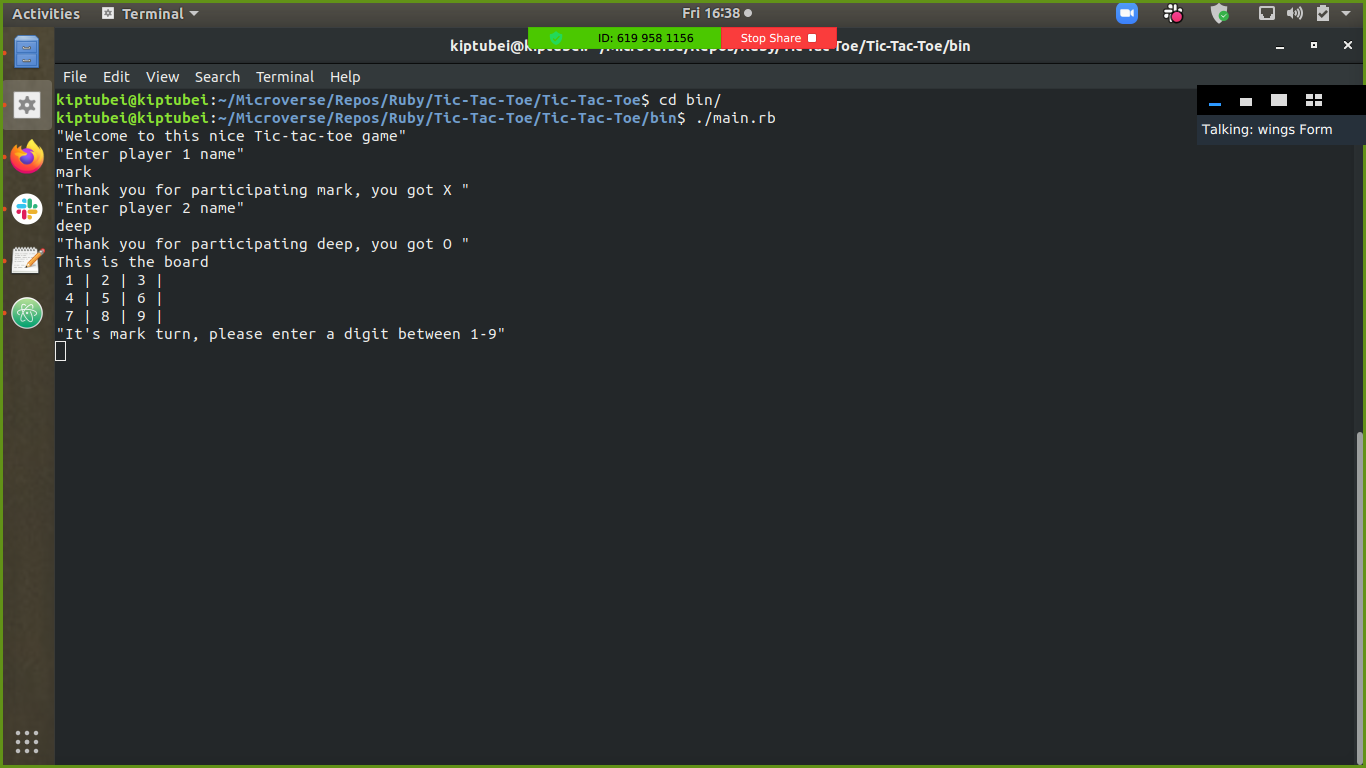 Activities Terminal Fri 16:38
ID: 619 958 1156 Stop Share
kiptubei@kiptubei: ~/Microverse/Repos/Ruby/Tic-Tac-Toe/Tic-Tac-Toe/bin
File Edit View Search Terminal Help
kiptubei@kiptubei:~/Microverse/Repos/Ruby/Tic-Tac-Toe/Tic-Tac-Toe$ cd bin/
kiptubei@kiptubei:~/Microverse/Repos/Ruby/Tic-Tac-Toe/Tic-Tac-Toe/bin$ ./main.rb
"Welcome to this nice Tic-tac-toe game"
"Enter player 1 name"
mark
"Thank you for participating mark, you got X "
"Enter player 2 name"
deep
"Thank you for participating deep, you got O "
This is the board
1 | 2 | 3 |
4 | 5 | 6 |
7 | 8 | 9 |
"It's mark turn, please enter a digit between 1-9"
Talking: wings Form